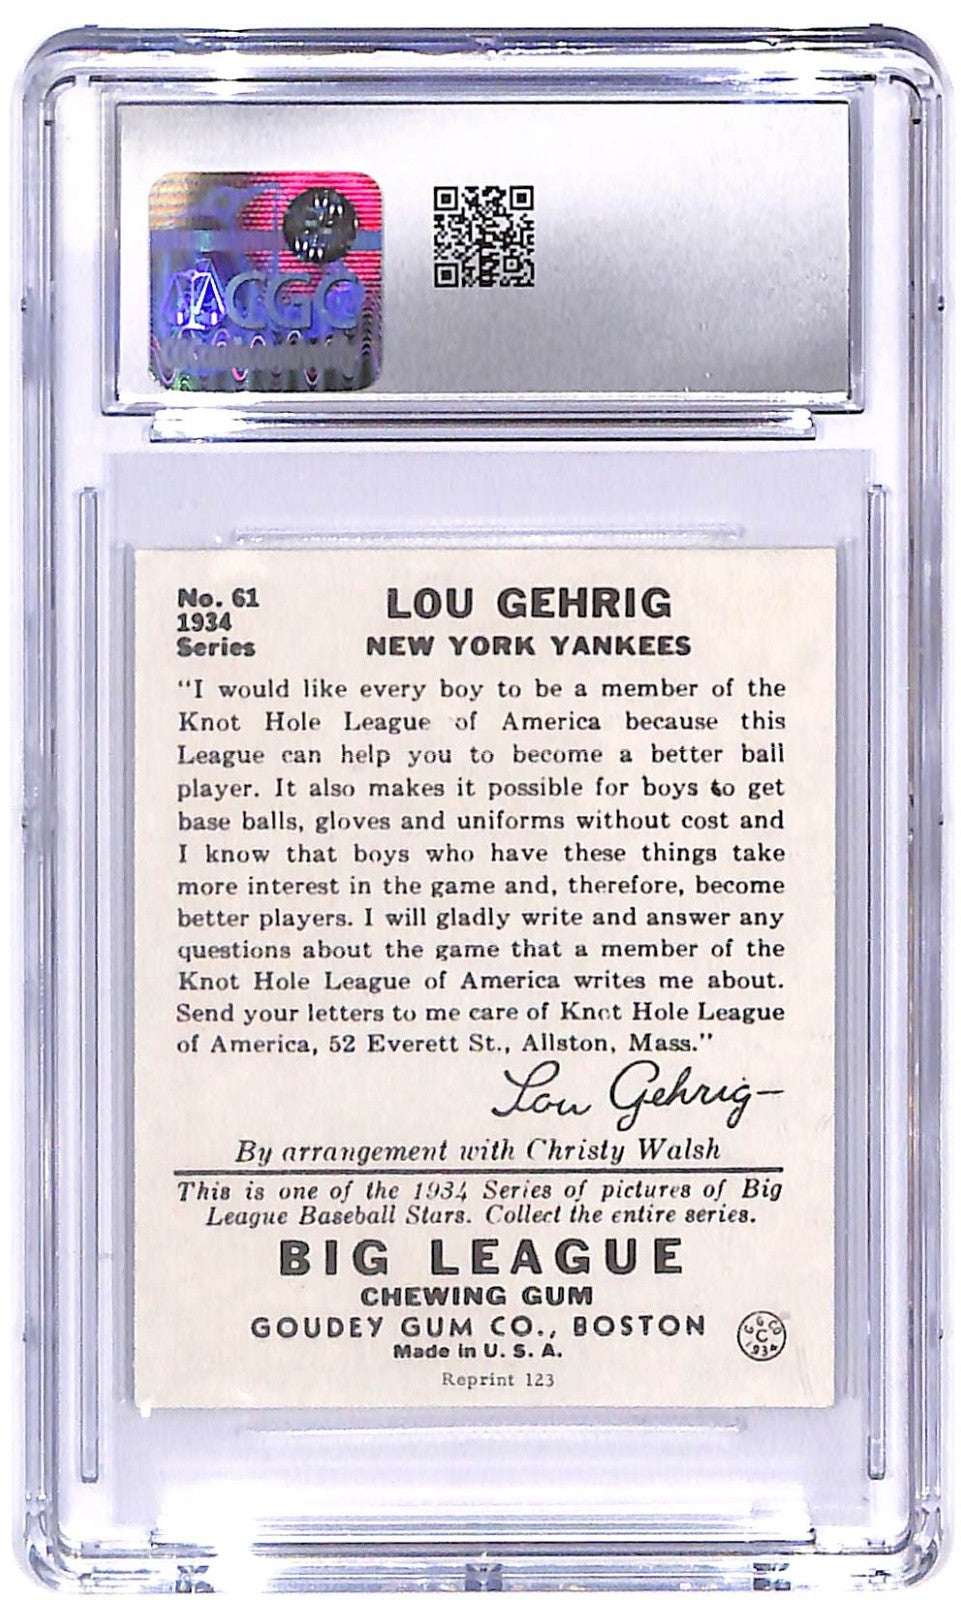 CGC
No. 61
1934
Series
LOU GEHRIG
NEW YORK YANKEES
"I would like every boy to be a member of the
Knot Hole League of America because this
League can help you to become a better ball
player. It also makes it possible for boys to get
base balls, gloves and uniforms without cost and
I know that boys who have these things take
more interest in the game and, therefore, become
better players. I will gladly write and answer any
questions about the game that a member of the
Knot Hole League of America writes me about.
Send your letters to me care of Knot Hole League
of America, 52 Everett St., Allston, Mass."
Lou Gehrig
By arrangement with Christy Walsh
This is one of the 1934 Series of pictures of Big
League Baseball Stars. Collect the entire series.
BIG LEAGUE
CHEWING GUM
GOUDEY GUM CO., BOSTON
Made in U. S. A.
GGCO
C
1934
Reprint 123